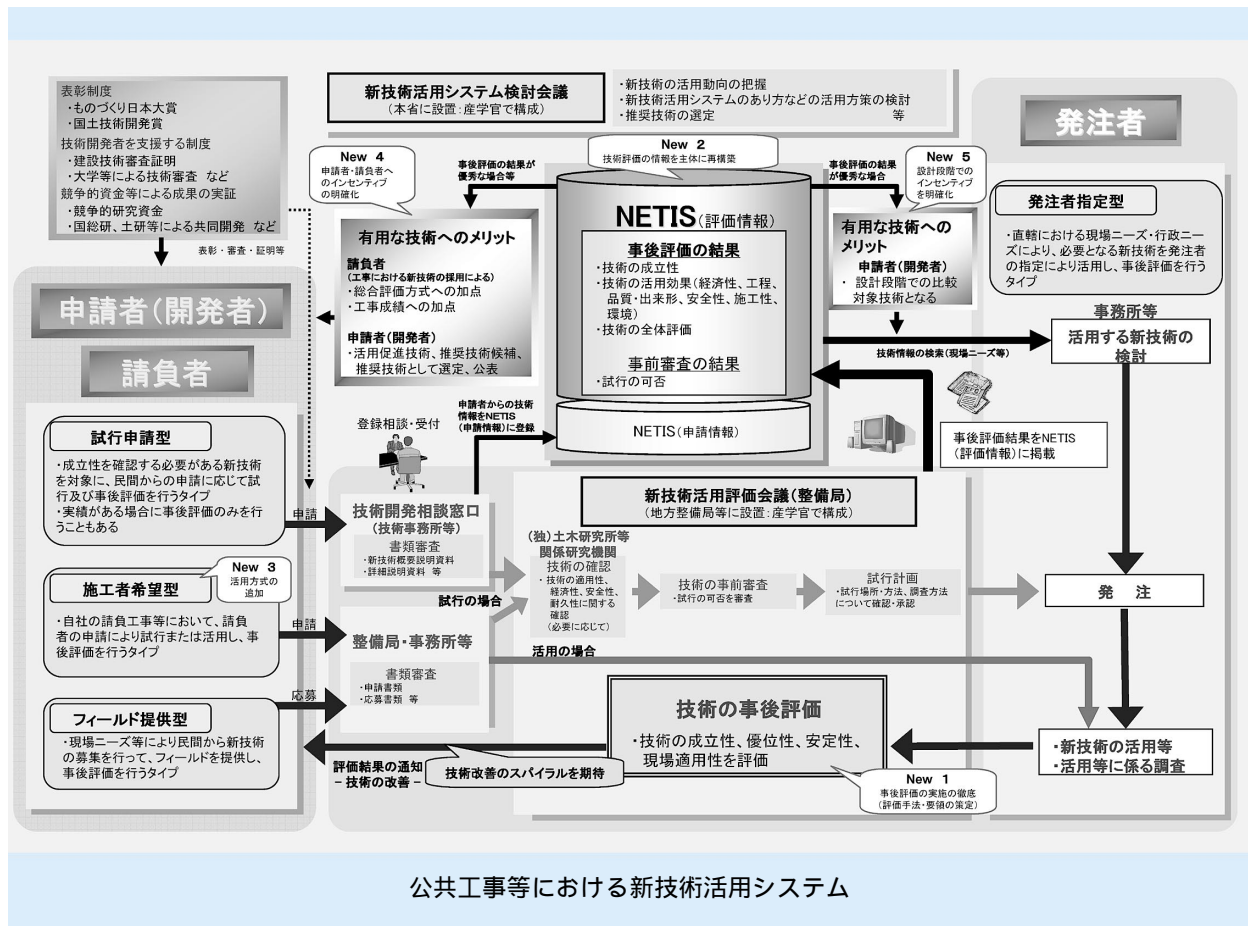 表彰制度
・ものづくり日本大賞
・国土技術開発賞
技術開発者を支援する制度
・建設技術審査証明
・大学等による技術審査 など
競争的資金等による成果の実証
・競争的研究資金
・国総研、土研等による共同開発 など
表彰・審査・証明等
新技術活用システム検討会議
（本省に設置：産学官で構成）
・新技術の活用動向の把握
・新技術活用システムのあり方などの活用方策の検討
・推奨技術の選定 等
New 4
申請者・請負者へ
のインセンティブ
の明確化
事後評価の結果が
優秀な場合等
New 2
技術評価の情報を主体に再構築
事後評価の結果
が優秀な場合
New 5
設計段階での
インセンティブ
を明確化
発注者
発注者指定型
・直轄における現場ニーズ・行政ニ
ーズにより、必要となる新技術を発注者
の指定により活用し、事後評価を行う
タイプ
有用な技術へのメリット
請負者
（工事における新技術の採用による）
・総合評価方式への加点
・工事成績への加点
申請者（開発者）
・活用促進技術、推奨技術候補、
推奨技術として選定、公表
NETIS（評価情報）
事後評価の結果
・技術の成立性
・技術の活用効果（経済性、工程、
品質・出来形、安全性、施工性、
環境）
・技術の全体評価
事前審査の結果
・試行の可否
NETIS（申請情報）
有用な技術への
メリット
申請者（開発者）
・ 設計段階での比較
対象技術となる
技術情報の検索（現場ニーズ等）
事務所等
活用する新技術の
検討
申請者（開発者）
請負者
試行申請型
・成立性を確認する必要がある新技術
を対象に、民間からの申請に応じて試
行及び事後評価を行うタイプ
・実績がある場合に事後評価のみを行
うこともある
申請
New 3
活用方式の
追加
施工者希望型
・自社の請負工事等において、請負
者の申請により試行または活用し、事
後評価を行うタイプ
申請
フィールド提供型
・現場ニーズ等により民間から新技術
の募集を行って、フィールドを提供し、
事後評価を行うタイプ
応募
登録相談・受付
申請者からの技術
情報をNETIS
（申請情報）に登録
事後評価結果をNETIS
（評価情報）に掲載
新技術活用評価会議（整備局）
（地方整備局等に設置：産学官で構成）
技術開発相談窓口
（技術事務所等）
書類審査
・新技術概要説明資料
・詳細説明資料 等
試行の場合
（独）土木研究所等
関係研究機関
技術の確認
・技術の適用性、
経済性、安全性、
耐久性に関する
確認
（必要に応じて）
技術の事前審査
・試行の可否を審査
試行計画
・試行場所・方法、調査方法
について確認・承認
発 注
整備局・事務所等
書類審査
・申請書類
・応募書類 等
活用の場合
技術の事後評価
・技術の成立性、優位性、安定性、
現場適用性を評価
New 1
事後評価の実施の徹底
（評価手法・要領の策定）
・新技術の活用等
・活用等に係る調査
評価結果の通知
－技術の改善－
技術改善のスパイラルを期待
公共工事等における新技術活用システム